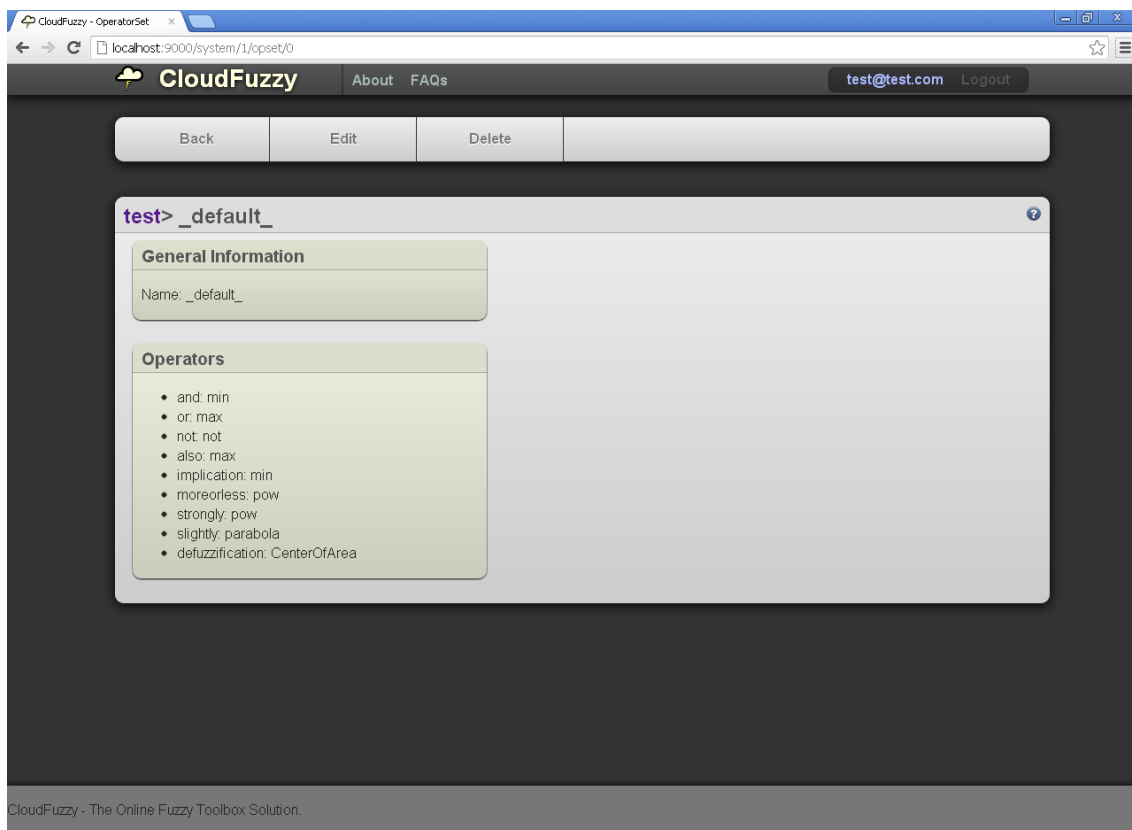 CloudFuzzy - OperatorSet
localhost:9000/system/1/opset/0
CloudFuzzy About FAQs test@test.com Logout
Back Edit Delete
test> _default_
General Information
Name: _default_
Operators
and: min
or: max
not: not
also: max
implication: min
moreorless: pow
strongly: pow
slightly: parabola
defuzzification: CenterOfArea
CloudFuzzy - The Online Fuzzy Toolbox Solution.